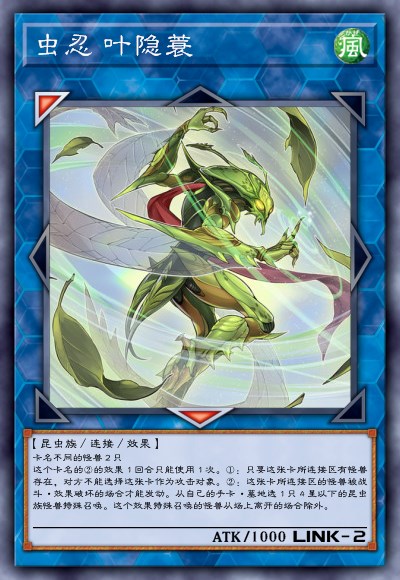 虫忍 叶隐蓑
風
【昆虫族／连接／效果】
卡名不同的怪兽2只
这个卡名的②的效果1回合只能使用1次。①：只要这张卡所连接区有怪兽
存在，对方不能选择这张卡作为攻击对象。②：这张卡所连接区的怪兽被战
斗·效果破坏的场合才能发动。从自己的手卡·墓地选1只4星以下的昆虫
族怪兽特殊召唤。这个效果特殊召唤的怪兽从场上离开的场合除外。
ATK/1000 LINK-2